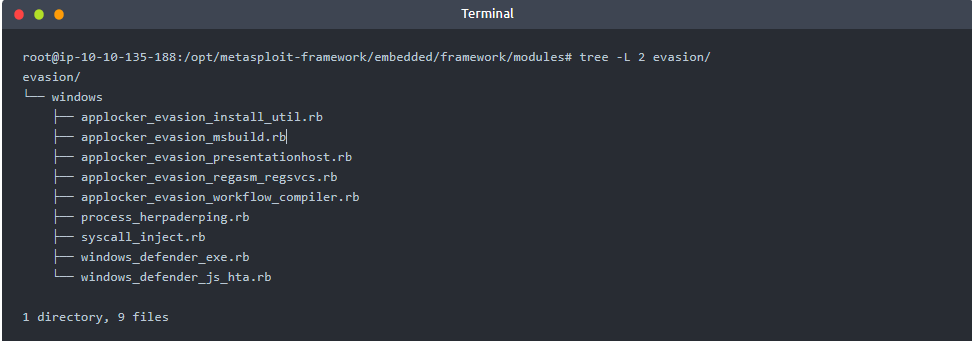 Terminal
root@ip-10-10-135-188:/opt/metasploit-framework/embedded/framework/modules# tree -L 2 evasion/
evasion/
└── windows
    ├── applocker_evasion_install_util.rb
    ├── applocker_evasion_msbuild.rb
    ├── applocker_evasion_presentationhost.rb
    ├── applocker_evasion_regasm_regsvcs.rb
    ├── applocker_evasion_workflow_compiler.rb
    ├── process_herpaderping.rb
    ├── syscall_inject.rb
    ├── windows_defender_exe.rb
    └── windows_defender_js_hta.rb
1 directory, 9 files